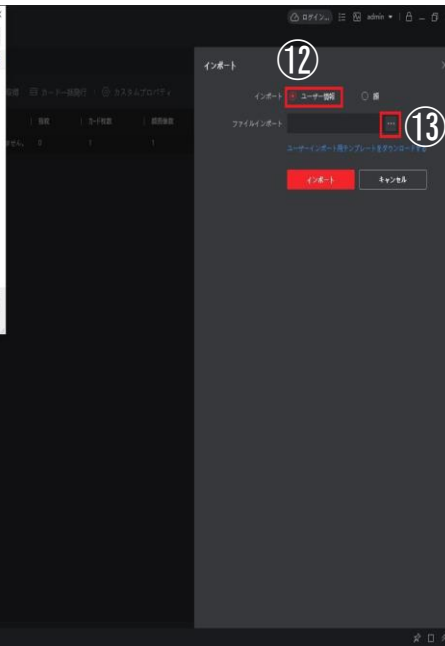 ログイン... admin
インポート
⑫
インポート ユーザー情報 顔
ファイルインポート ... ⑬
ユーザーインポート用テンプレートをダウンロードする
インポート キャンセル
カード一括発行 カスタムプロパティ
指紋 カード枚数 顔画像数
ません。 0 1 1